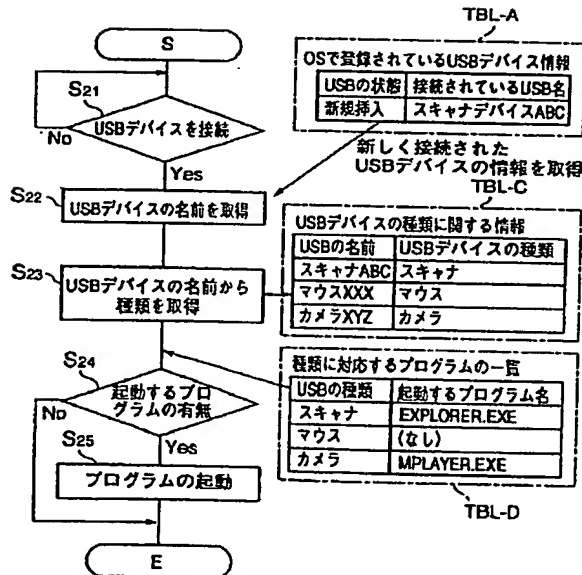 S
S21
USBデバイスを接続
No
Yes
S22
USBデバイスの名前を取得
S23
USBデバイスの名前から
種類を取得
S24
起動するプロ
グラムの有無
No
Yes
S25
プログラムの起動
E
TBL-A
OSで登録されているUSBデバイス情報
USBの状態 接続されているUSB名
新規挿入 スキャナデバイスABC
新しく接続された
USBデバイスの情報を取得
TBL-C
USBデバイスの種類に関する情報
USBの名前 USBデバイスの種類
スキャナABC スキャナ
マウスXXX マウス
カメラXYZ カメラ
種類に対応するプログラムの一覧
USBの種類 起動するプログラム名
スキャナ EXPLORER.EXE
マウス (なし)
カメラ MPLAYER.EXE
TBL-D